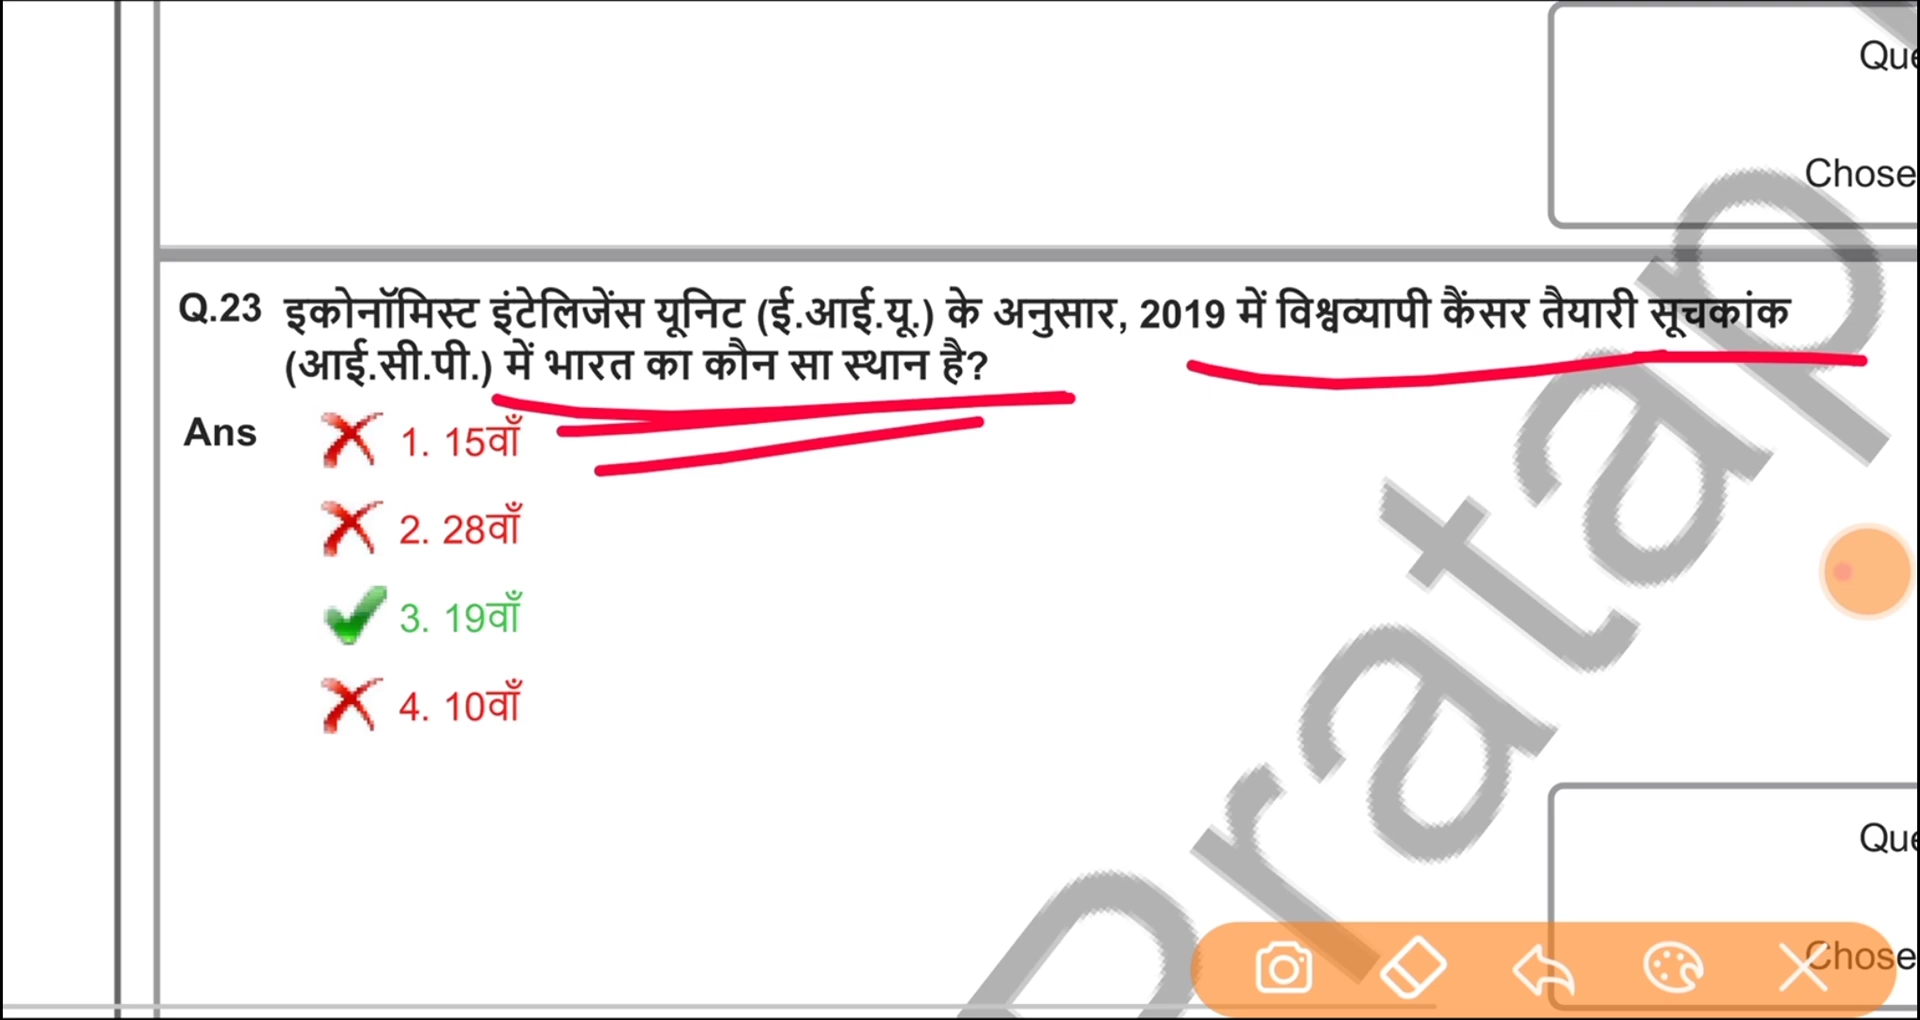 Que
Chose
Q.23 इकोनॉमिस्ट इंटेलिजेंस यूनिट (ई.आई.यू.) के अनुसार, 2019 में विश्वव्यापी कैंसर तैयारी सूचकांक
(आई.सी.पी.) में भारत का कौन सा स्थान है?
Ans 1. 15वाँ
2. 28वाँ
3. 19वाँ
4. 10वाँ
Pratap
Que
Chose